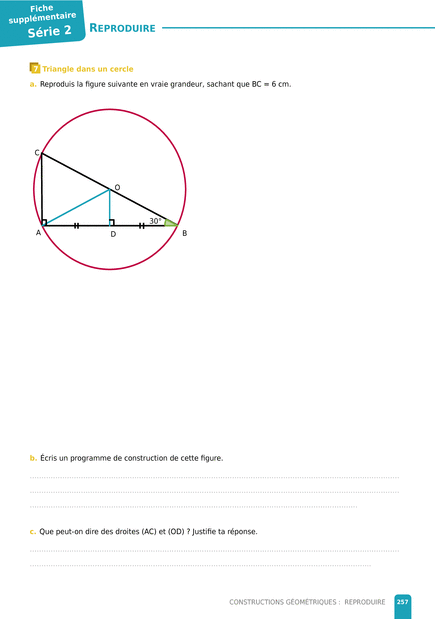 Fiche
supplémentaire
Série 2
REPRODUIRE
7 Triangle dans un cercle
a. Reproduis la figure suivante en vraie grandeur, sachant que BC = 6 cm.
C
O
30°
A
D
B
b. Écris un programme de construction de cette figure.
c. Que peut-on dire des droites (AC) et (OD) ? Justifie ta réponse.
CONSTRUCTIONS GÉOMÉTRIQUES : REPRODUIRE 257